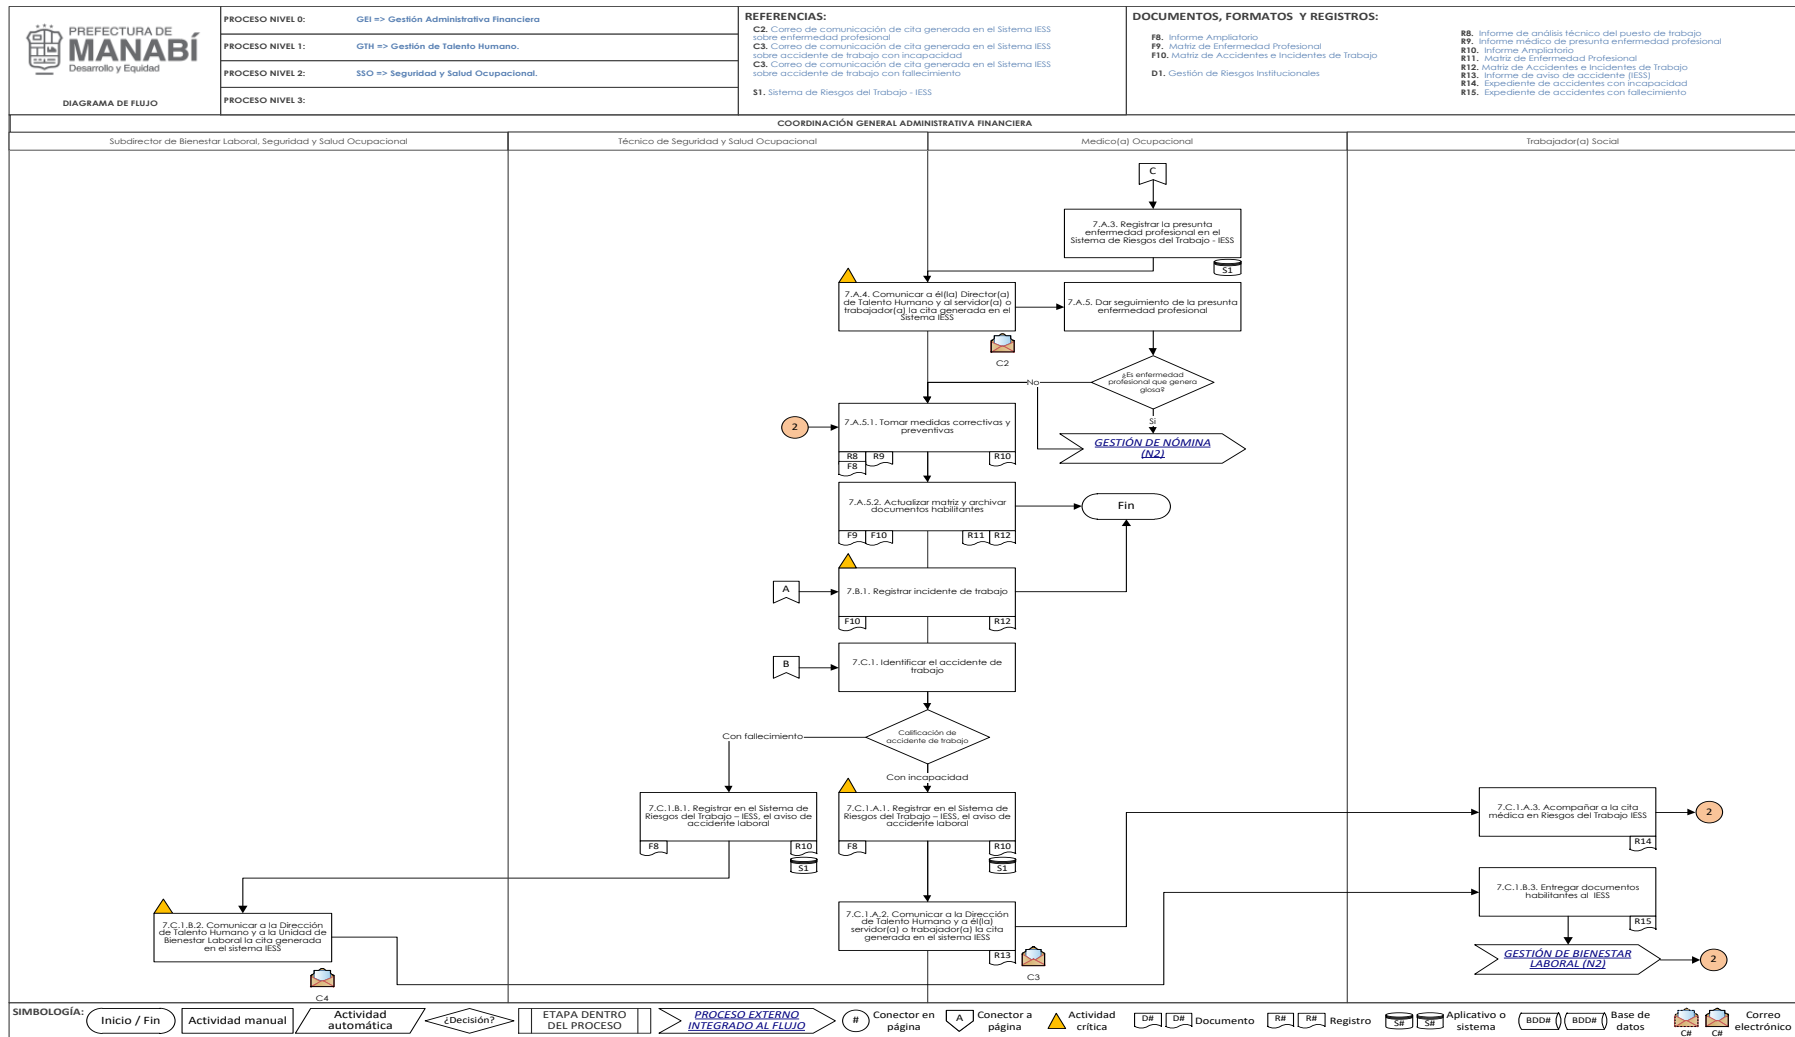 PREFECTURA DE
MANABÍ
Desarrollo y Equidad
DIAGRAMA DE FLUJO
PROCESO NIVEL 0: GEI => Gestión Administrativa Financiera
PROCESO NIVEL 1: GTH => Gestión de Talento Humano.
PROCESO NIVEL 2: SSO => Seguridad y Salud Ocupacional.
PROCESO NIVEL 3:
REFERENCIAS:
C2. Correo de comunicación de cita generada en el Sistema IESS
sobre enfermedad profesional
C3. Correo de comunicación de cita generada en el Sistema IESS
sobre accidente de trabajo con incapacidad
C3. Correo de comunicación de cita generada en el Sistema IESS
sobre accidente de trabajo con fallecimiento
S1. Sistema de Riesgos del Trabajo - IESS
DOCUMENTOS, FORMATOS Y REGISTROS:
F8. Informe Ampliatorio
F9. Matriz de Enfermedad Profesional
F10. Matriz de Accidentes e Incidentes de Trabajo
D1. Gestión de Riesgos Institucionales
R8. Informe de análisis técnico del puesto de trabajo
R9. Informe médico de presunta enfermedad profesional
R10. Informe Ampliatorio
R11. Matriz de Enfermedad Profesional
R12. Matriz de Accidentes e Incidentes de Trabajo
R13. Informe de aviso de accidente (IESS)
R14. Expediente de accidentes con incapacidad
R15. Expediente de accidentes con fallecimiento
COORDINACIÓN GENERAL ADMINISTRATIVA FINANCIERA
Subdirector de Bienestar Laboral, Seguridad y Salud Ocupacional
Técnico de Seguridad y Salud Ocupacional
Medico(a) Ocupacional
Trabajador(a) Social
C
7.A.3. Registrar la presunta
enfermedad profesional en el
Sistema de Riesgos del Trabajo - IESS
S1
7.A.4. Comunicar a él(la) Director(a)
de Talento Humano y al servidor(a) o
trabajador(a) la cita generada en el
Sistema IESS
C2
7.A.5. Dar seguimiento de la presunta
enfermedad profesional
¿Es enfermedad
profesional que genera
glosa?
No
Si
GESTIÓN DE NÓMINA
(N2)
2
7.A.5.1. Tomar medidas correctivas y
preventivas
R8 R9 R10
F8
7.A.5.2. Actualizar matriz y archivar
documentos habilitantes
F9 F10 R11 R12
Fin
A
7.B.1. Registrar incidente de trabajo
F10 R12
B
7.C.1. Identificar el accidente de
trabajo
Calificación de
accidente de trabajo
Con fallecimiento
Con incapacidad
7.C.1.B.1. Registrar en el Sistema de
Riesgos del Trabajo – IESS, el aviso de
accidente laboral
F8 R10
S1
7.C.1.A.1. Registrar en el Sistema de
Riesgos del Trabajo – IESS, el aviso de
accidente laboral
F8 R10
S1
7.C.1.A.3. Acompañar a la cita
médica en Riesgos del Trabajo IESS
R14
2
7.C.1.B.3. Entregar documentos
habilitantes al IESS
R15
7.C.1.B.2. Comunicar a la Dirección
de Talento Humano y a la Unidad de
Bienestar Laboral la cita generada
en el sistema IESS
C4
7.C.1.A.2. Comunicar a la Dirección
de Talento Humano y a él(la)
servidor(a) o trabajador(a) la cita
generada en el sistema IESS
R13
C3
GESTIÓN DE BIENESTAR
LABORAL (N2)
2
SIMBOLOGÍA:
Inicio / Fin
Actividad manual
Actividad
automática
¿Decisión?
ETAPA DENTRO
DEL PROCESO
PROCESO EXTERNO
INTEGRADO AL FLUJO
# Conector en
página
A Conector a
página
Actividad
crítica
D# D# Documento
R# R# Registro
S# S# Aplicativo o
sistema
BDD# BDD# Base de
datos
C# C# Correo
electrónico